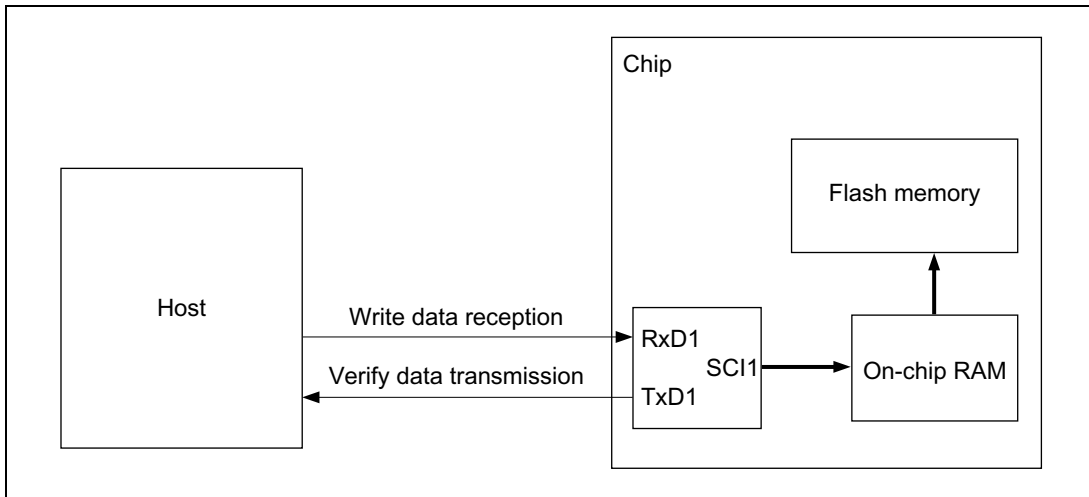 Chip
Flash memory
Host
Write data reception
RxD1
SCI1
On-chip RAM
Verify data transmission
TxD1